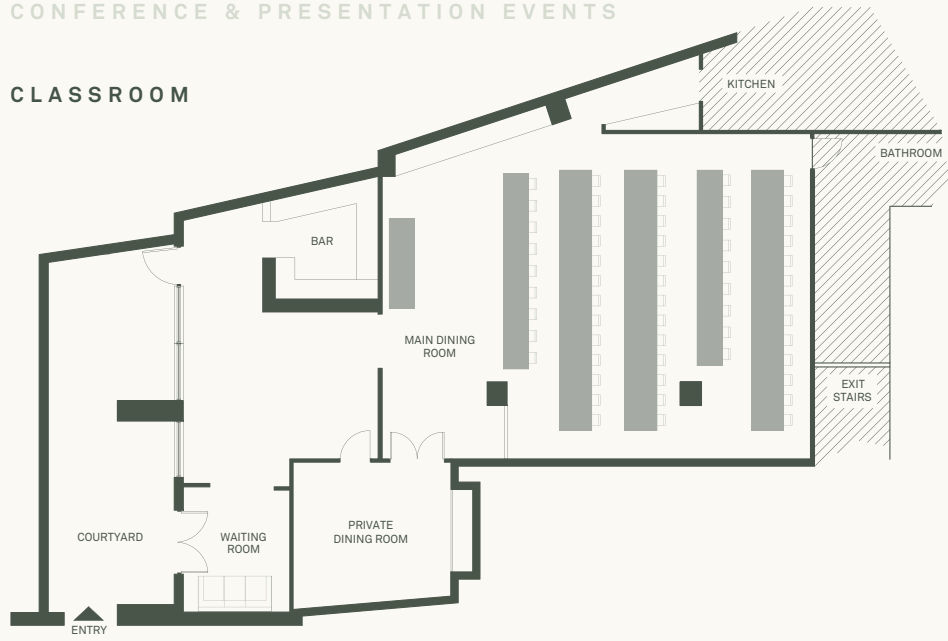 CONFERENCE & PRESENTATION EVENTS
CLASSROOM
KITCHEN
BATHROOM
BAR
MAIN DINING
ROOM
EXIT
STAIRS
COURTYARD
WAITING
ROOM
PRIVATE
DINING ROOM
ENTRY